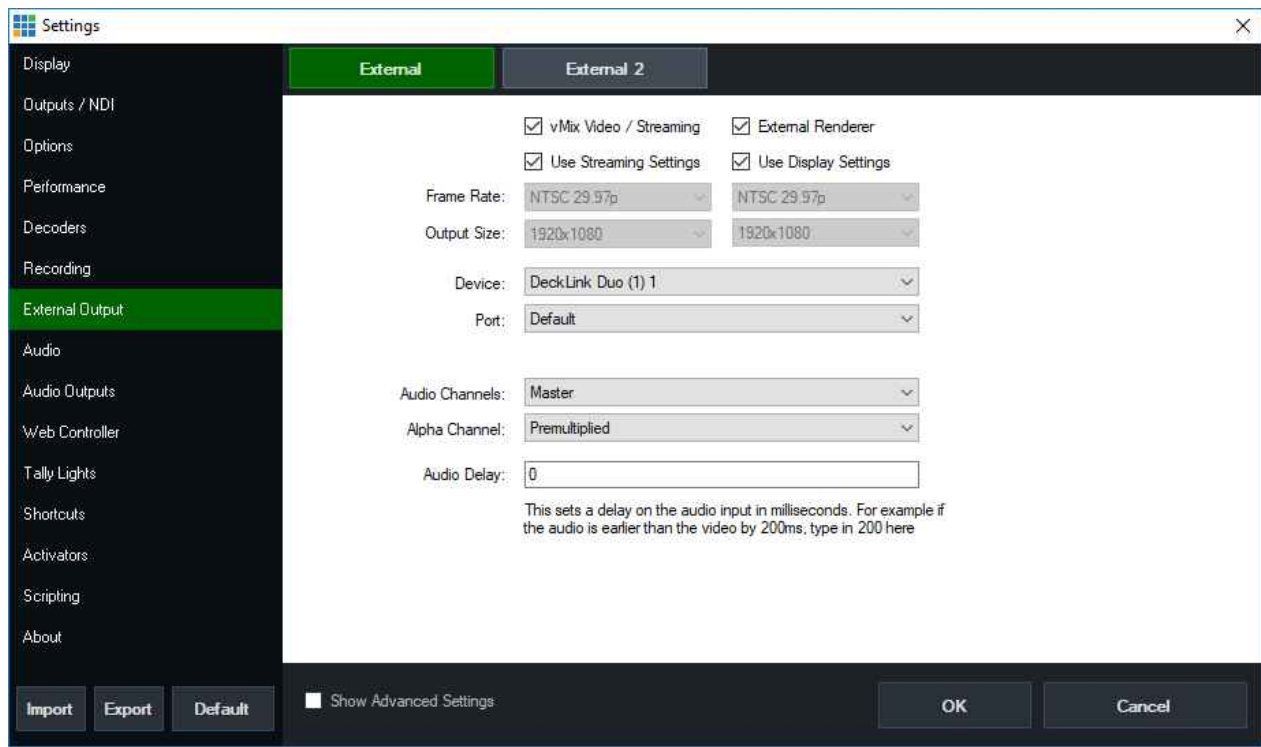 Settings
Display
Outputs / NDI
Options
Performance
Decoders
Recording
External Output
Audio
Audio Outputs
Web Controller
Tally Lights
Shortcuts
Activators
Scripting
About
Import Export Default
External External 2
vMix Video / Streaming External Renderer
Use Streaming Settings Use Display Settings
Frame Rate: NTSC 29.97p NTSC 29.97p
Output Size: 1920x1080 1920x1080
Device: DeckLink Duo (1) 1
Port: Default
Audio Channels: Master
Alpha Channel: Premultiplied
Audio Delay: 0
This sets a delay on the audio input in milliseconds. For example if
the audio is earlier than the video by 200ms, type in 200 here
Show Advanced Settings
OK Cancel